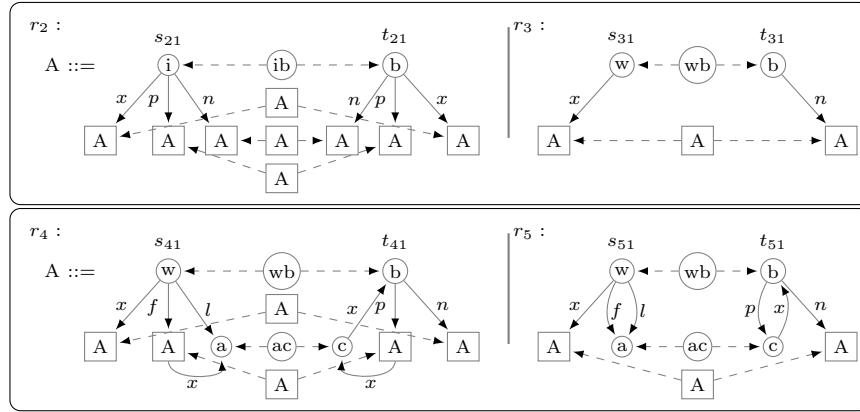 r2 : r3 :
s21 t21 s31 t31
A ::= i ib b w wb b
x p n A n p x x n
A A A A A A A A A A
A
r4 : r5 :
s41 t41 s51 t51
A ::= w wb b w wb b
x f l A x p n x f l p x n
A A a ac c A A A a ac c A
x A x A